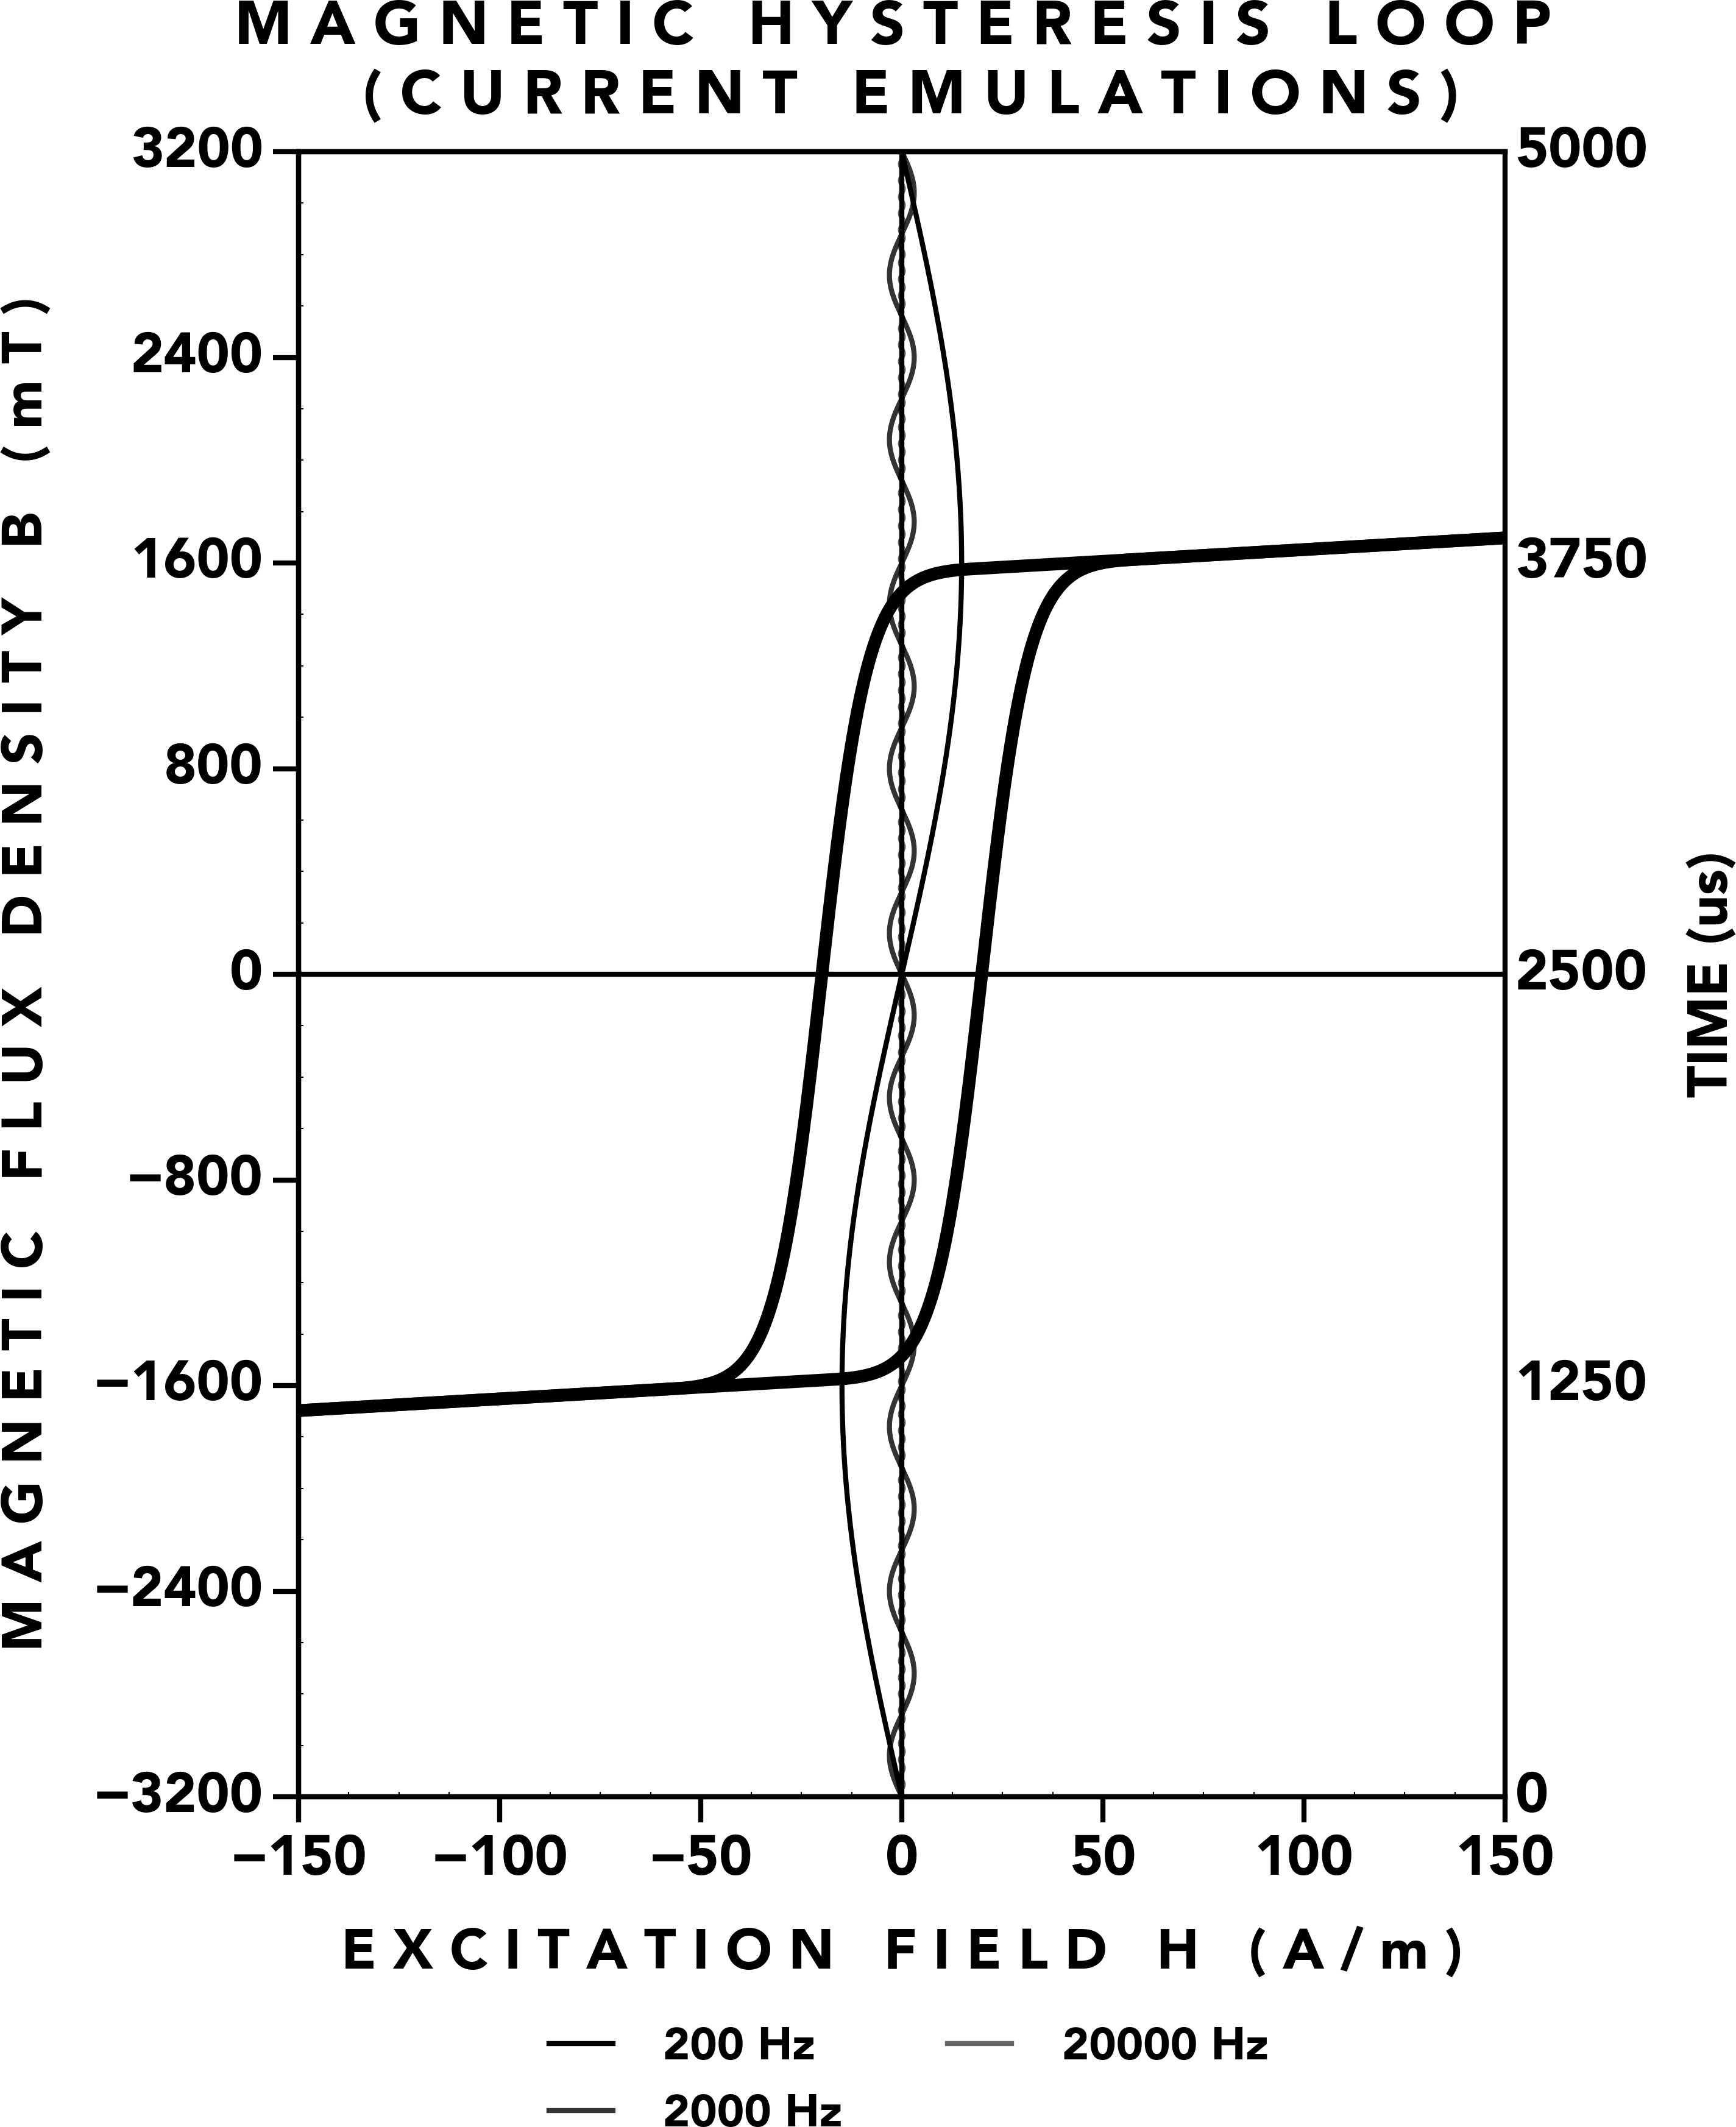 MAGNETIC HYSTERESIS LOOP
(CURRENT EMULATIONS)
3200
2400
1600
800
0
−800
−1600
−2400
−3200
MAGNETIC FLUX DENSITY B (mT)
5000
3750
2500
1250
0
TIME (us)
−150 −100 −50 0 50 100 150
EXCITATION FIELD H (A/m)
200 Hz 20000 Hz
2000 Hz